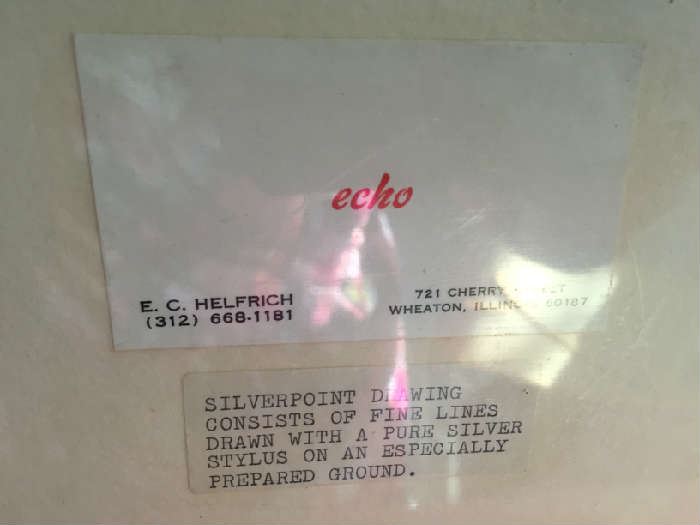 echo
E. C. HELFRICH
(312) 668-1181
721 CHERRY
WHEATON, 60187
SILVERPOINT DRAWING
CONSISTS OF FINE LINES
DRAWN WITH A PURE SILVER
STYLUS ON AN ESPECIALLY
PREPARED GROUND.